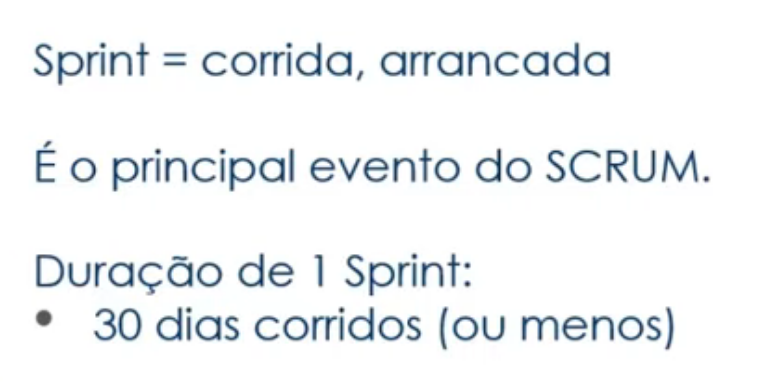 Sprint = corrida, arrancada
É o principal evento do SCRUM.
Duração de 1 Sprint:
• 30 dias corridos (ou menos)